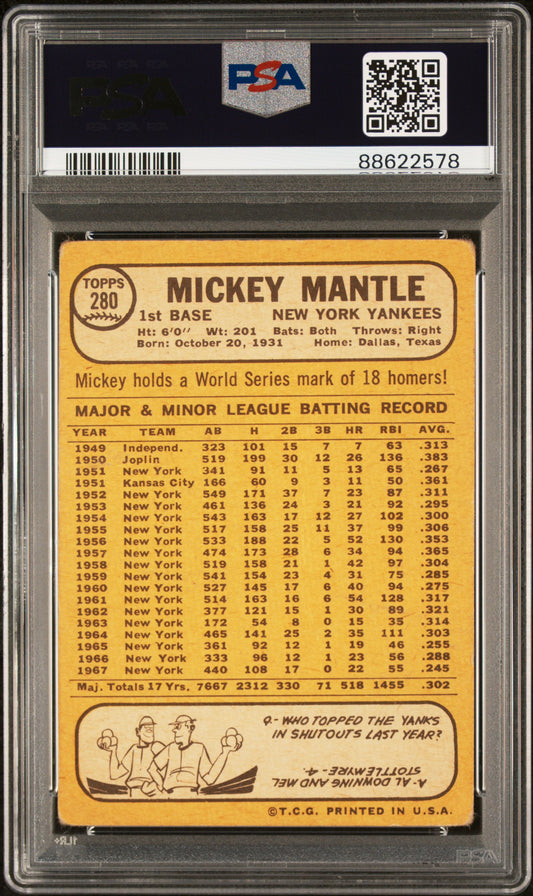 PSA
PSA
88622578
TOPPS
280
MICKEY MANTLE
1st BASE NEW YORK YANKEES
Ht: 6'0" Wt: 201 Bats: Both Throws: Right
Born: October 20, 1931 Home: Dallas, Texas
Mickey holds a World Series mark of 18 homers!
MAJOR & MINOR LEAGUE BATTING RECORD
YEAR TEAM AB H 2B 3B HR RBI AVG.
1949 Independ. 323 101 15 7 7 63 .313
1950 Joplin 519 199 30 12 26 136 .383
1951 New York 341 91 11 5 13 65 .267
1951 Kansas City 166 60 9 3 11 50 .361
1952 New York 549 171 37 7 23 87 .311
1953 New York 461 136 24 3 21 92 .295
1954 New York 543 163 17 12 27 102 .300
1955 New York 517 158 25 11 37 99 .306
1956 New York 533 188 22 5 52 130 .353
1957 New York 474 173 28 6 34 94 .365
1958 New York 519 158 21 1 42 97 .304
1959 New York 541 154 23 4 31 75 .285
1960 New York 527 145 17 6 40 94 .275
1961 New York 514 163 16 6 54 128 .317
1962 New York 377 121 15 1 30 89 .321
1963 New York 172 54 8 0 15 35 .314
1964 New York 465 141 25 2 35 111 .303
1965 New York 361 92 12 1 19 46 .255
1966 New York 333 96 12 1 23 56 .288
1967 New York 440 108 17 0 22 55 .245
Maj. Totals 17 Yrs. 7667 2312 330 71 518 1455 .302
Q- WHO TOPPED THE YANKS
IN SHUTOUTS LAST YEAR?
A- AL DOWNING AND MEL
STOTTLEMYRE - 4.
©T.C.G. PRINTED IN U.S.A.
PSA